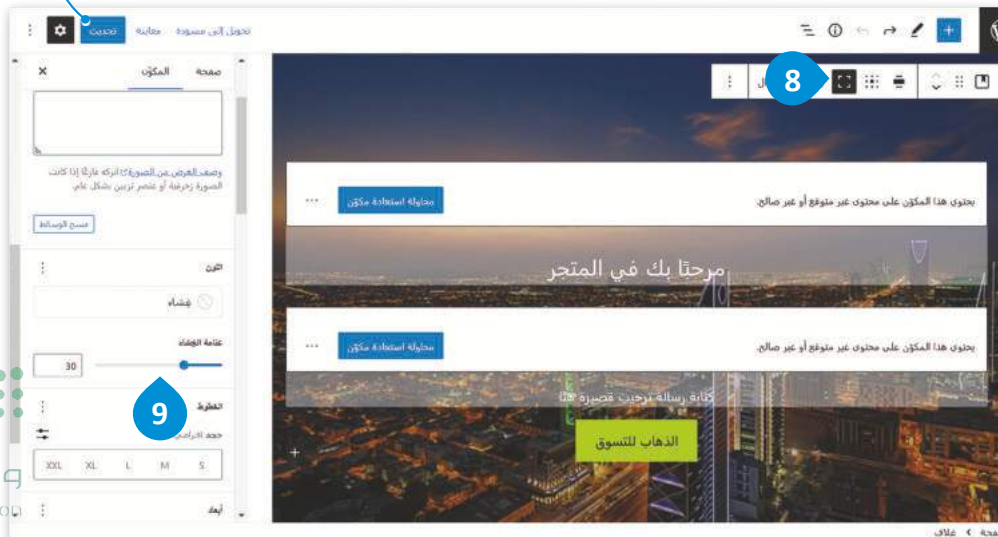 تحويل إلى مسودة
معاينة
تحديث
8
صفحة
المكوّن
وصف الغرض من الصورة اتركه فارغًا إذا كانت
الصورة زخرفية أو عنصر تزيين بشكل عام.
مسح الوسائط
اللون
غشاء
عتامة الغشاء
30
9
الخطوط
حجم افتراضي
S M L XL XXL
أبعاد
يحتوي هذا المكوّن على محتوى غير متوقع أو غير صالح.
محاولة استعادة مكوّن
مرحبًا بك في المتجر
يحتوي هذا المكوّن على محتوى غير متوقع أو غير صالح.
محاولة استعادة مكوّن
كتابة رسالة ترحيب قصيرة هنا
الذهاب للتسوق
صفحة > غلاف